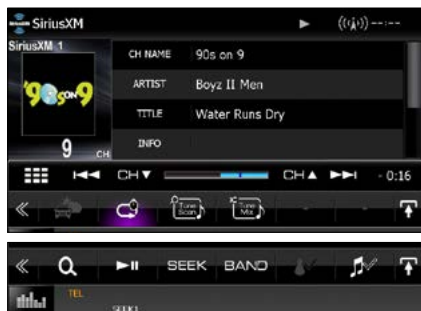 SiriusXM ((ᴀ)) --:--
SiriusXM 1
CH NAME 90s on 9
'90s on 9
ARTIST Boyz II Men
TITLE Water Runs Dry
9 CH
INFO
CH▼ CH▲ - 0:16
Tune Scan Tune Mix
SEEK BAND
TEL
SEEK1